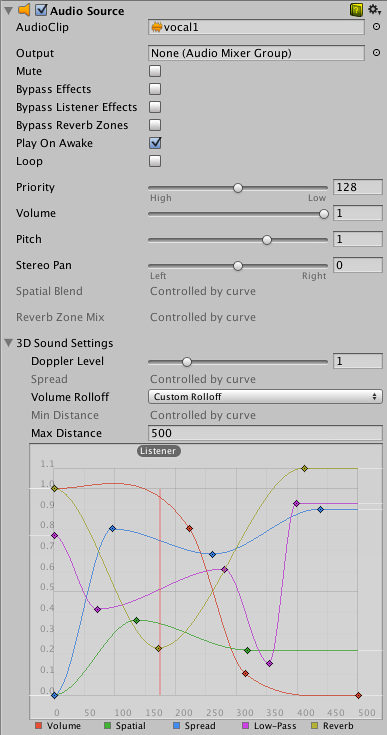 Audio Source
AudioClip vocal1
Output None (Audio Mixer Group)
Mute
Bypass Effects
Bypass Listener Effects
Bypass Reverb Zones
Play On Awake
Loop
Priority 128
High Low
Volume 1
Pitch 1
Stereo Pan 0
Left Right
Spatial Blend Controlled by curve
Reverb Zone Mix Controlled by curve
3D Sound Settings
Doppler Level 1
Spread Controlled by curve
Volume Rolloff Custom Rolloff
Min Distance Controlled by curve
Max Distance 500
Listener
1.1
1.0
0.9
0.8
0.7
0.6
0.5
0.4
0.3
0.2
0.1
0.0
0 50 100 150 200 250 300 350 400 450 500
Volume Spatial Spread Low-Pass Reverb